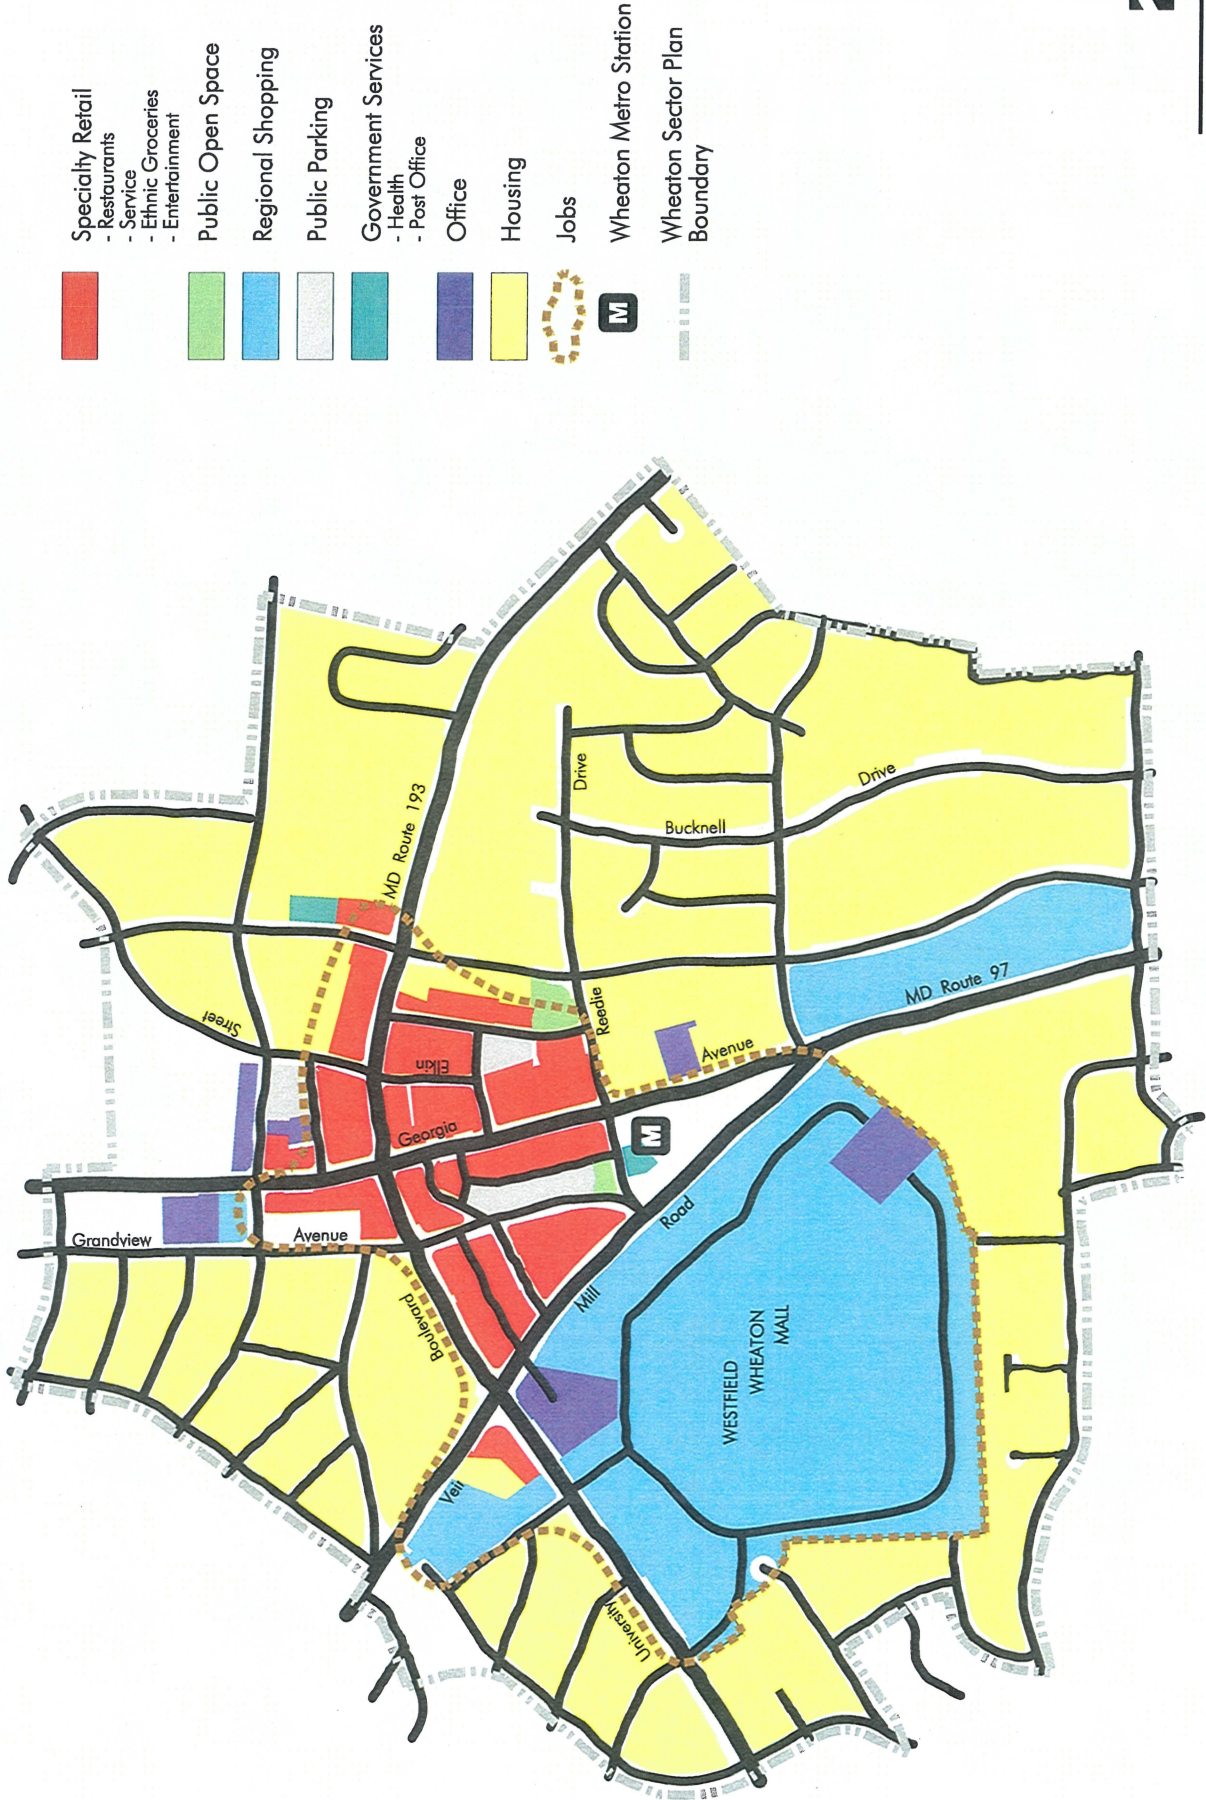 Specialty Retail
- Restaurants
- Service
- Ethnic Groceries
- Entertainment
Public Open Space
Regional Shopping
Public Parking
Government Services
- Health
- Post Office
Office
Housing
Jobs
M
Wheaton Metro Station
Wheaton Sector Plan
Boundary
MD Route 193
Drive
Bucknell
Drive
MD Route 97
Street
Reedie
Elkin
Avenue
Georgia
M
Grandview
Avenue
Road
Mill
Boulevard
WESTFIELD
WHEATON
MALL
Veir
University
2